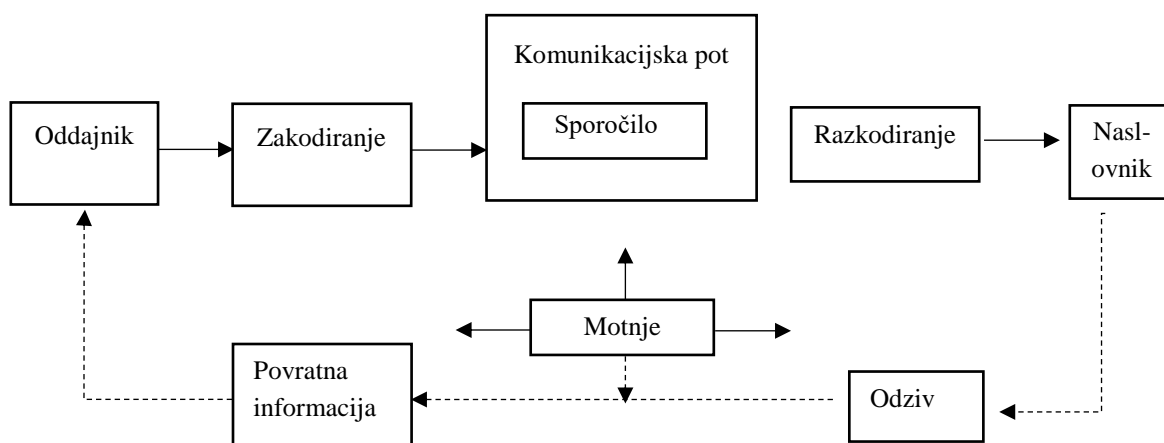 Oddajnik
Zakodiranje
Komunikacijska pot
Sporočilo
Razkodiranje
Nasl-
ovnik
Motnje
Povratna
informacija
Odziv